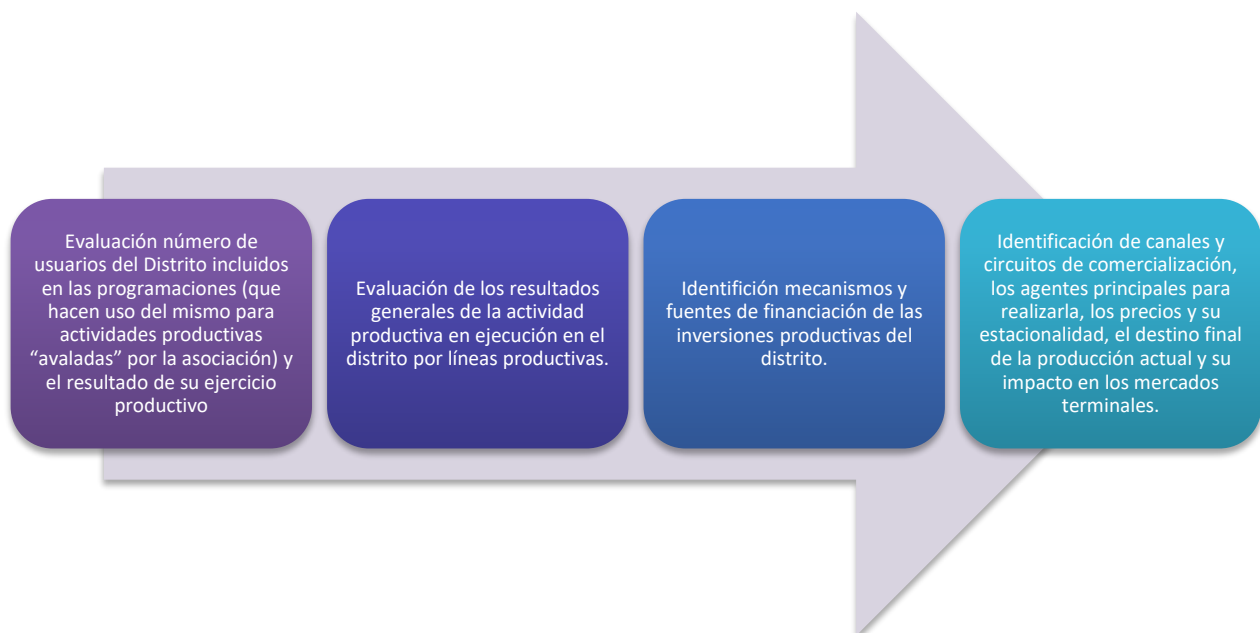 Evaluación número de
usuarios del Distrito incluidos
en las programaciones (que
hacen uso del mismo para
actividades productivas
“avaladas” por la asociación) y
el resultado de su ejercicio
productivo
Evaluación de los resultados
generales de la actividad
productiva en ejecución en el
distrito por líneas productivas.
Identifición mecanismos y
fuentes de financiación de las
inversiones productivas del
distrito.
Identificación de canales y
circuitos de comercialización,
los agentes principales para
realizarla, los precios y su
estacionalidad, el destino final
de la producción actual y su
impacto en los mercados
terminales.